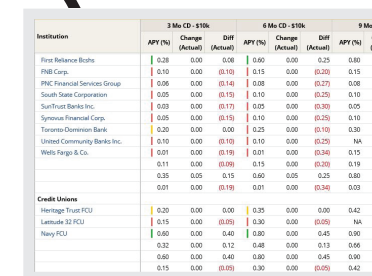 3 Mo CD - $10k 6 Mo CD - $10k 9 Mo
Institution APY (%) Change (Actual) Diff (Actual) APY (%) Change (Actual) Diff (Actual) APY (%)
First Reliance Bcshs 0.28 0.00 0.08 0.60 0.00 0.25 0.80
FNB Corp. 0.10 0.00 (0.10) 0.15 0.00 (0.20) 0.15
PNC Financial Services Group 0.06 0.00 (0.14) 0.08 0.00 (0.27) 0.08
South State Corporation 0.05 0.00 (0.15) 0.10 0.00 (0.25) 0.10
SunTrust Banks Inc. 0.03 0.00 (0.17) 0.05 0.00 (0.30) 0.05
Synovus Financial Corp. 0.05 0.00 (0.15) 0.10 0.00 (0.25) 0.10
Toronto-Dominion Bank 0.20 0.00 0.00 0.25 0.00 (0.10) 0.30
United Community Banks Inc. 0.10 0.00 (0.10) 0.10 0.00 (0.25) NA
Wells Fargo & Co. 0.01 0.00 (0.19) 0.01 0.00 (0.34) 0.15
0.11 0.00 (0.09) 0.15 0.00 (0.20) 0.19
0.35 0.05 0.15 0.60 0.05 0.25 0.80
0.01 0.00 (0.19) 0.01 0.00 (0.34) 0.03
Credit Unions
Heritage Trust FCU 0.20 0.00 0.00 0.35 0.00 0.00 0.42
Latitude 32 FCU 0.15 0.00 (0.05) 0.30 0.00 (0.05) NA
Navy FCU 0.60 0.00 0.40 0.80 0.00 0.45 0.90
0.32 0.00 0.12 0.48 0.00 0.13 0.66
0.60 0.00 0.40 0.80 0.00 0.45 0.90
0.15 0.00 (0.05) 0.30 0.00 (0.05) 0.42